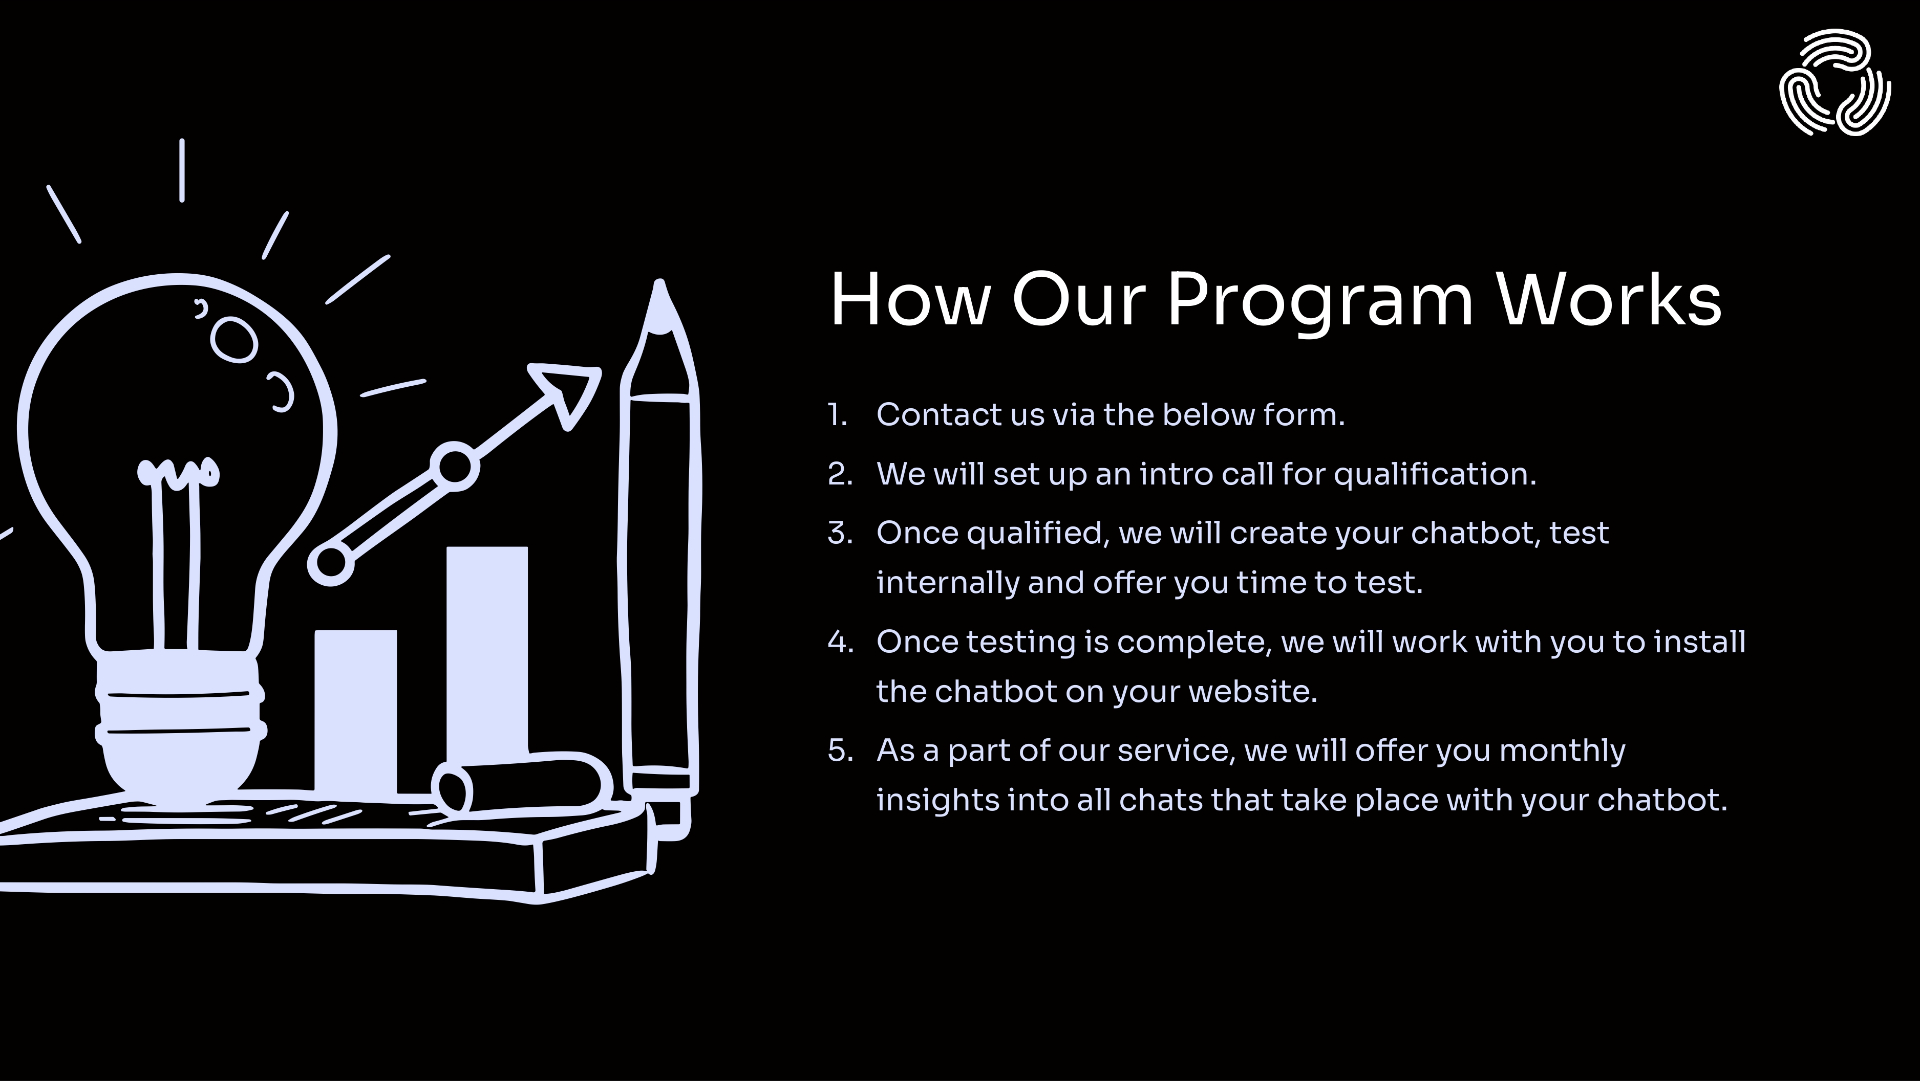 How Our Program Works
1. Contact us via the below form.
2. We will set up an intro call for qualification.
3. Once qualified, we will create your chatbot, test
internally and offer you time to test.
4. Once testing is complete, we will work with you to install
the chatbot on your website.
5. As a part of our service, we will offer you monthly
insights into all chats that take place with your chatbot.